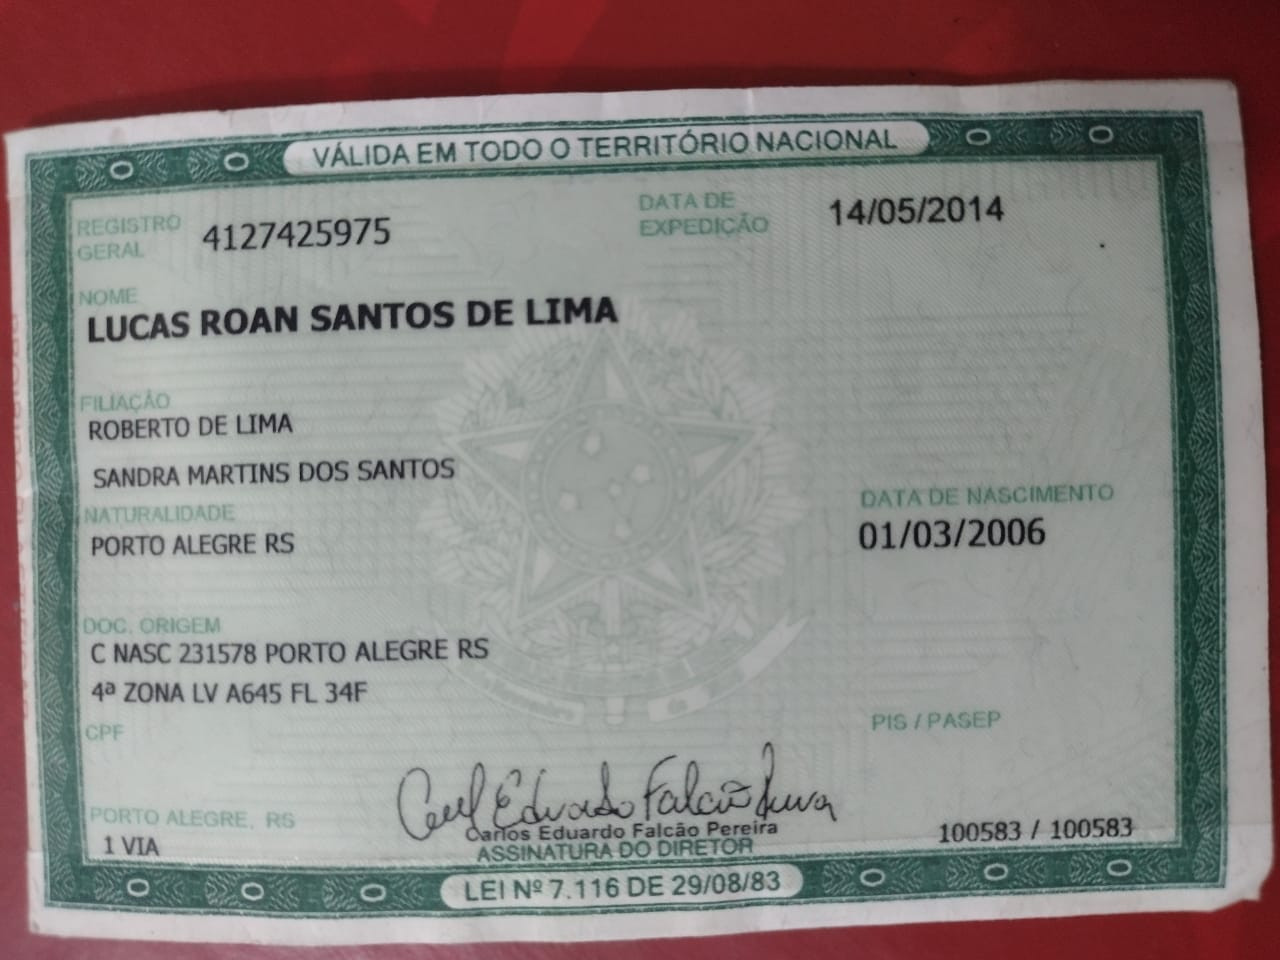 VÁLIDA EM TODO O TERRITÓRIO NACIONAL
REGISTRO GERAL 4127425975
DATA DE EXPEDIÇÃO 14/05/2014
NOME
LUCAS ROAN SANTOS DE LIMA
FILIAÇÃO
ROBERTO DE LIMA
SANDRA MARTINS DOS SANTOS
NATURALIDADE
PORTO ALEGRE RS
DATA DE NASCIMENTO
01/03/2006
DOC. ORIGEM
C NASC 231578 PORTO ALEGRE RS
4ª ZONA LV A645 FL 34F
CPF
PIS / PASEP
PORTO ALEGRE, RS
1 VIA
Carlos Eduardo Falcão Pereira
ASSINATURA DO DIRETOR
100583 / 100583
LEI Nº 7.116 DE 29/08/83